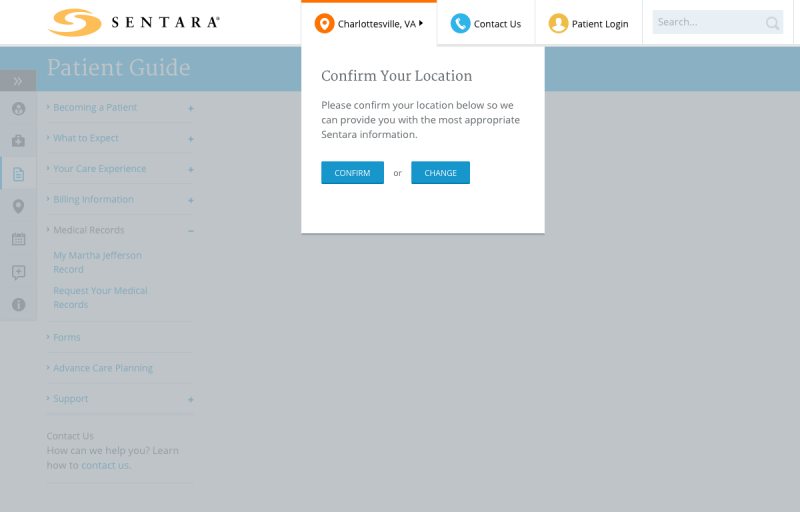 SENTARA®
Charlottesville, VA
Contact Us
Patient Login
Search...
Patient Guide
Confirm Your Location
Please confirm your location below so we
can provide you with the most appropriate
Sentara information.
CONFIRM or CHANGE
Becoming a Patient +
What to Expect +
Your Care Experience +
Billing Information +
Medical Records –
My Martha Jefferson
Record
Request Your Medical
Records
Forms
Advance Care Planning
Support +
Contact Us
How can we help you? Learn
how to contact us.